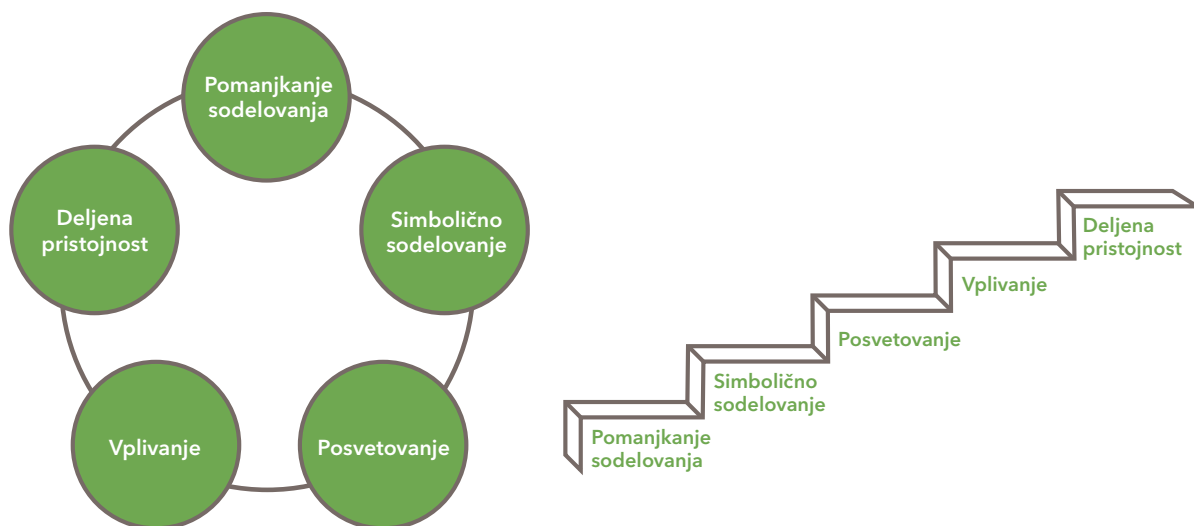 Pomanjkanje
sodelovanja
Simbolično
sodelovanje
Posvetovanje
Vplivanje
Deljena
pristojnost
Pomanjkanje
sodelovanja
Simbolično
sodelovanje
Posvetovanje
Vplivanje
Deljena
pristojnost